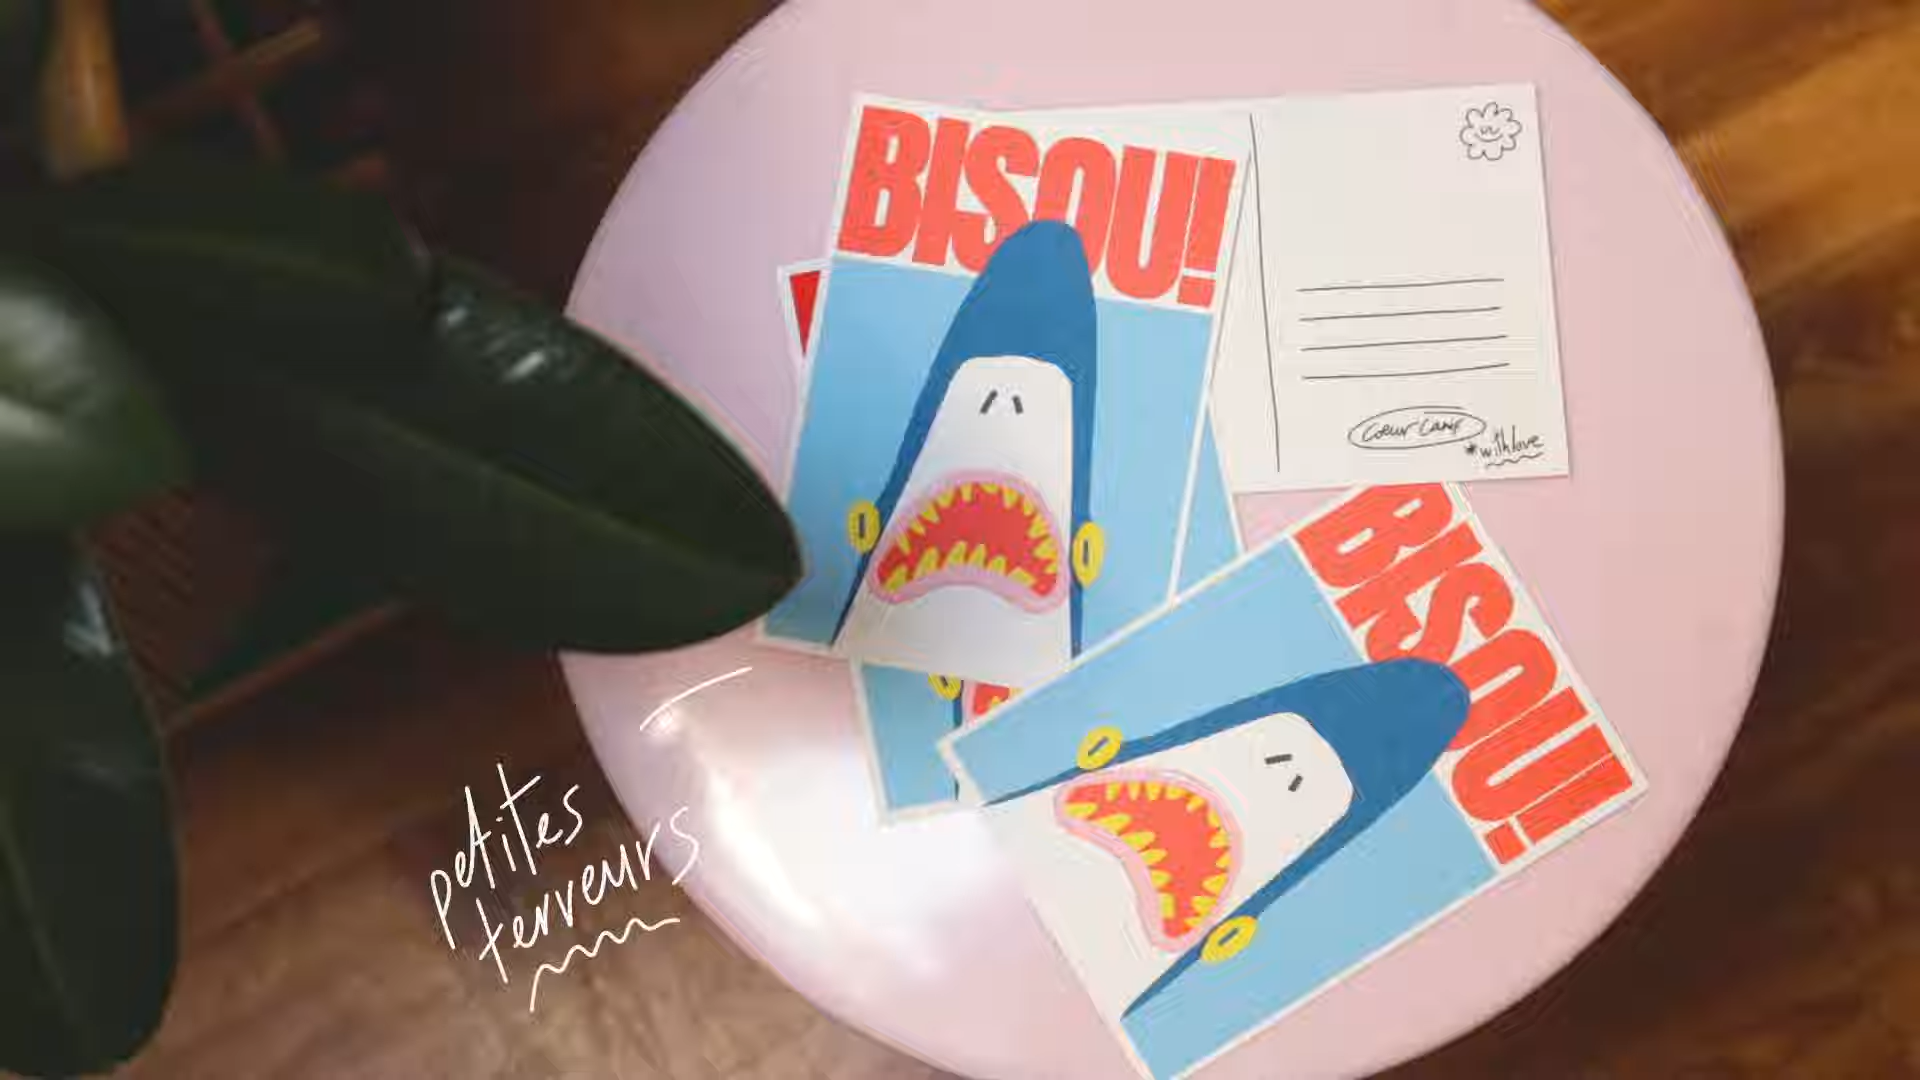 BISOU!
Coeur Canif
*with love
BISOU!
petites
terreurs